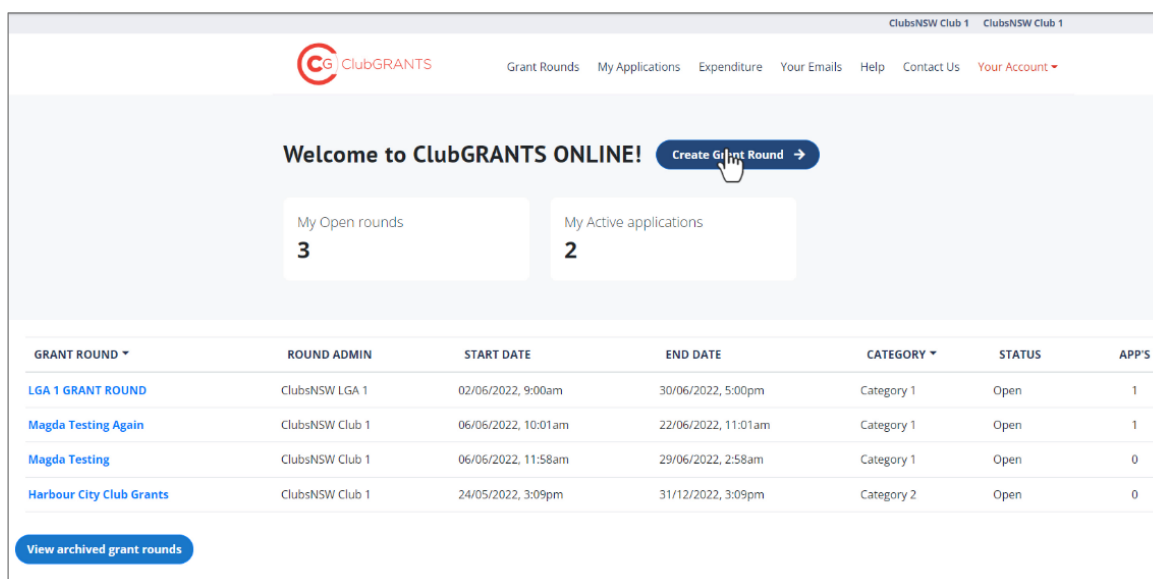 ClubsNSW Club 1 ClubsNSW Club 1
CG ClubGRANTS Grant Rounds My Applications Expenditure Your Emails Help Contact Us Your Account
Welcome to ClubGRANTS ONLINE! Create Grant Round →
My Open rounds My Active applications
3 2
GRANT ROUND ROUND ADMIN START DATE END DATE CATEGORY STATUS APP'S
LGA 1 GRANT ROUND ClubsNSW LGA 1 02/06/2022, 9:00am 30/06/2022, 5:00pm Category 1 Open 1
Magda Testing Again ClubsNSW Club 1 06/06/2022, 10:01am 22/06/2022, 11:01am Category 1 Open 1
Magda Testing ClubsNSW Club 1 06/06/2022, 11:58am 29/06/2022, 2:58am Category 1 Open 0
Harbour City Club Grants ClubsNSW Club 1 24/05/2022, 3:09pm 31/12/2022, 3:09pm Category 2 Open 0
View archived grant rounds